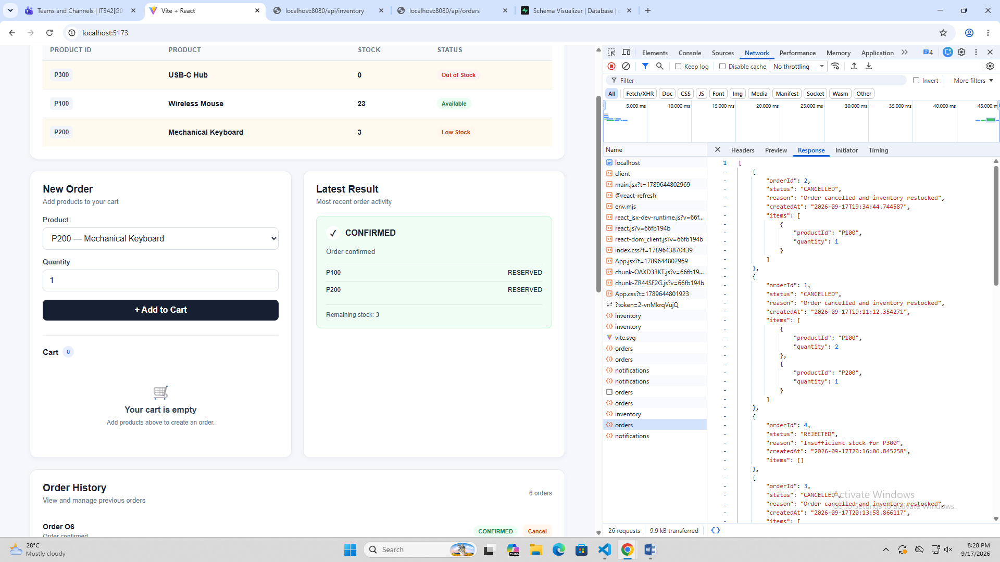 Teams and Channels | IT342[G0
Vite + React
localhost:8080/api/inventory
localhost:8080/api/orders
Schema Visualizer | Database |
localhost:5173
PRODUCT ID PRODUCT STOCK STATUS
P300 USB-C Hub 0 Out of Stock
P100 Wireless Mouse 23 Available
P200 Mechanical Keyboard 3 Low Stock
New Order
Add products to your cart
Product
P200 — Mechanical Keyboard
Quantity
1
+ Add to Cart
Cart 0
Your cart is empty
Add products above to create an order.
Latest Result
Most recent order activity
✓ CONFIRMED
Order confirmed
P100 RESERVED
P200 RESERVED
Remaining stock: 3
Order History
View and manage previous orders
6 orders
Order O6
Order confirmed
CONFIRMED Cancel
Elements Console Sources Network Performance Memory Application 4
Keep log Disable cache No throttling
Filter Invert More filters
All Fetch/XHR Doc CSS JS Font Img Media Manifest Socket Wasm Other
5,000 ms 10,000 ms 15,000 ms 20,000 ms 25,000 ms 30,000 ms 35,000 ms 40,000 ms 45,000 m
Name
localhost
client
main.jsx?t=1789644802969
@react-refresh
env.mjs
react_jsx-dev-runtime.js?v=66f...
react.js?v=66fb194b
react-dom_client.js?v=66fb194b
index.css?t=1789643870439
App.jsx?t=1789644802969
chunk-OAXD33KT.js?v=66fb19...
chunk-ZR44SF2G.js?v=66fb194b
App.css?t=1789644801923
?token=2-vnMkrqVujQ
inventory
inventory
vite.svg
orders
orders
notifications
notifications
orders
orders
inventory
orders
notifications
Headers Preview Response Initiator Timing
1 [
- {
- "orderId": 2,
- "status": "CANCELLED",
- "reason": "Order cancelled and inventory restocked",
- "createdAt": "2026-09-17T19:34:44.744587",
- "items": [
- {
- "productId": "P100",
- "quantity": 1
- }
- ]
- },
- {
- "orderId": 1,
- "status": "CANCELLED",
- "reason": "Order cancelled and inventory restocked",
- "createdAt": "2026-09-17T19:11:12.354271",
- "items": [
- {
- "productId": "P100",
- "quantity": 2
- },
- {
- "productId": "P200",
- "quantity": 1
- }
- ]
- },
- {
- "orderId": 4,
- "status": "REJECTED",
- "reason": "Insufficient stock for P300",
- "createdAt": "2026-09-17T20:16:06.845258",
- "items": []
- },
- {
- "orderId": 3,
- "status": "CANCELLED",
- "reason": "Order cancelled and inventory restocked",
- "createdAt": "2026-09-17T20:13:58.866117",
- "items": [
Activate Windows
Go to Settings to activate Windows.
26 requests 9.9 kB transferred {}
28°C
Mostly cloudy
Search
M365
8:28 PM
9/17/2026